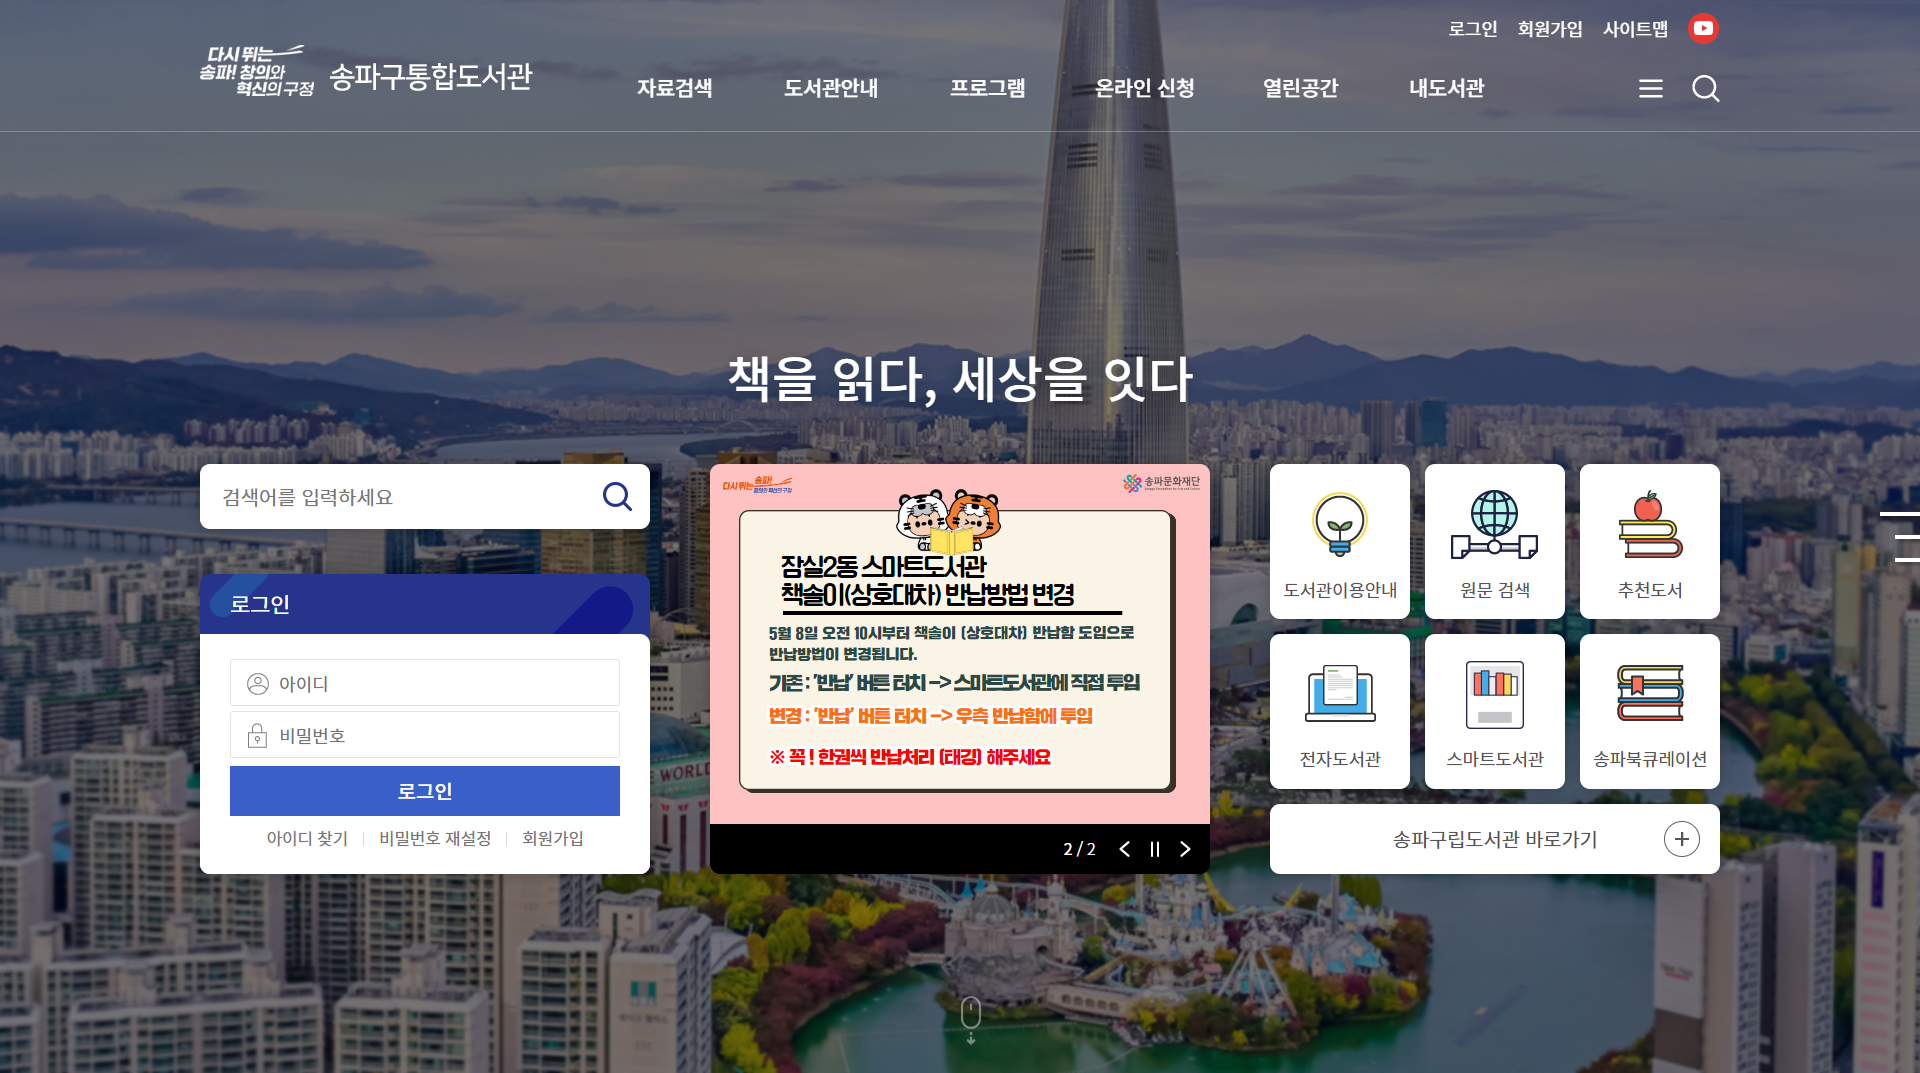 로그인 회원가입 사이트맵
다시 뛰는
송파! 창의와
혁신의 구정
송파구통합도서관
자료검색 도서관안내 프로그램 온라인 신청 열린공간 내도서관
책을 읽다, 세상을 잇다
검색어를 입력하세요
로그인
아이디
비밀번호
로그인
아이디 찾기 비밀번호 재설정 회원가입
다시 뛰는 송파!
창의와 혁신의 구정
송파문화재단
잠실2동 스마트도서관
책솔이(상호대차) 반납방법 변경
5월 8일 오전 10시부터 책솔이 (상호대차) 반납함 도입으로
반납방법이 변경됩니다.
기존 : '반납' 버튼 터치 -> 스마트도서관에 직접 투입
변경 : '반납' 버튼 터치 -> 우측 반납함에 투입
※ 꼭 ! 한권씩 반납처리 (태깅) 해주세요
2 / 2
도서관이용안내 원문 검색 추천도서
전자도서관 스마트도서관 송파북큐레이션
송파구립도서관 바로가기
WORLD